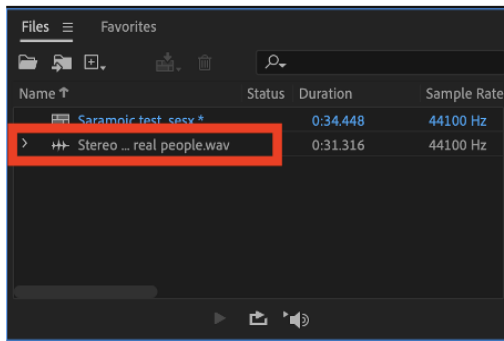 Files Favorites
Name Status Duration Sample Rate
Saramoic test .sesx * 0:34.448 44100 Hz
Stereo ... real people.wav 0:31.316 44100 Hz